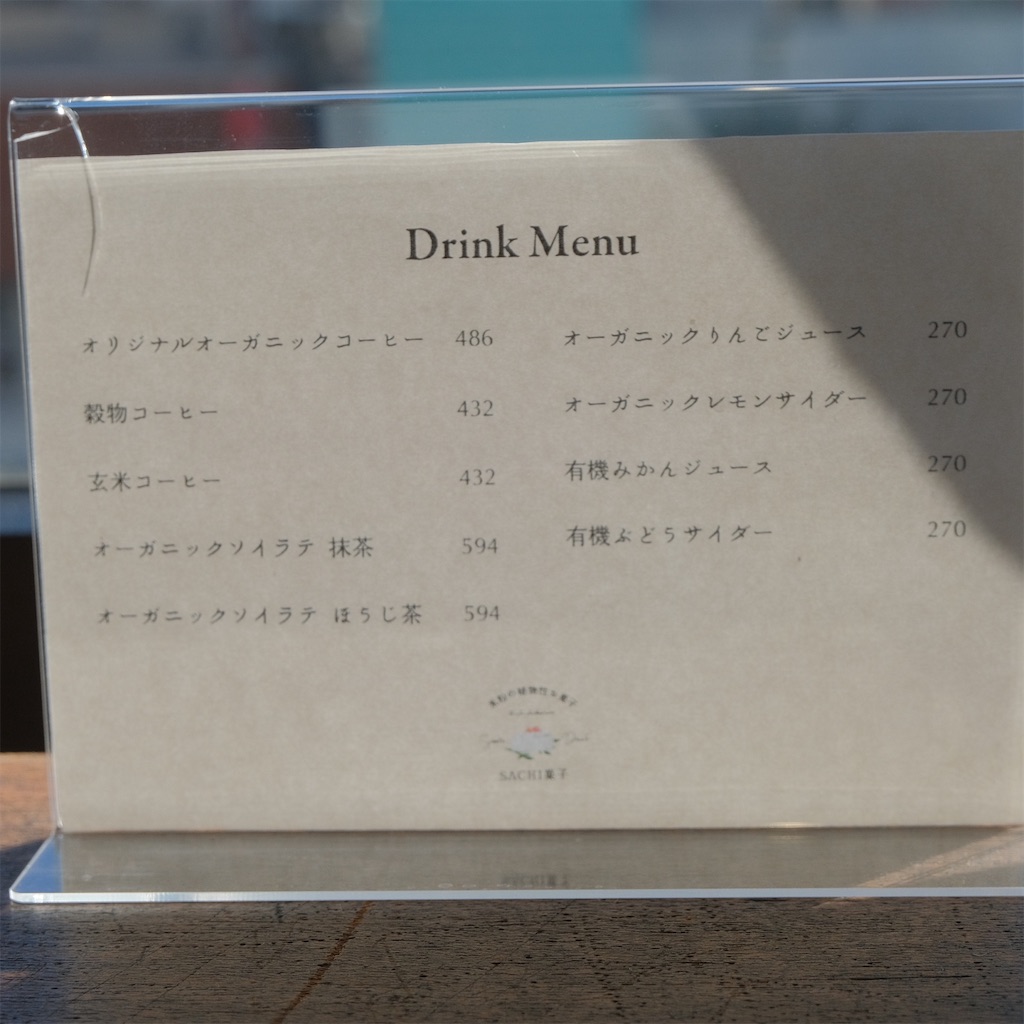 Drink Menu
オリジナルオーガニックコーヒー 486
穀物コーヒー 432
玄米コーヒー 432
オーガニックソイラテ 抹茶 594
オーガニックソイラテ ほうじ茶 594
オーガニックりんごジュース 270
オーガニックレモンサイダー 270
有機みかんジュース 270
有機ぶどうサイダー 270
SACHI菓子